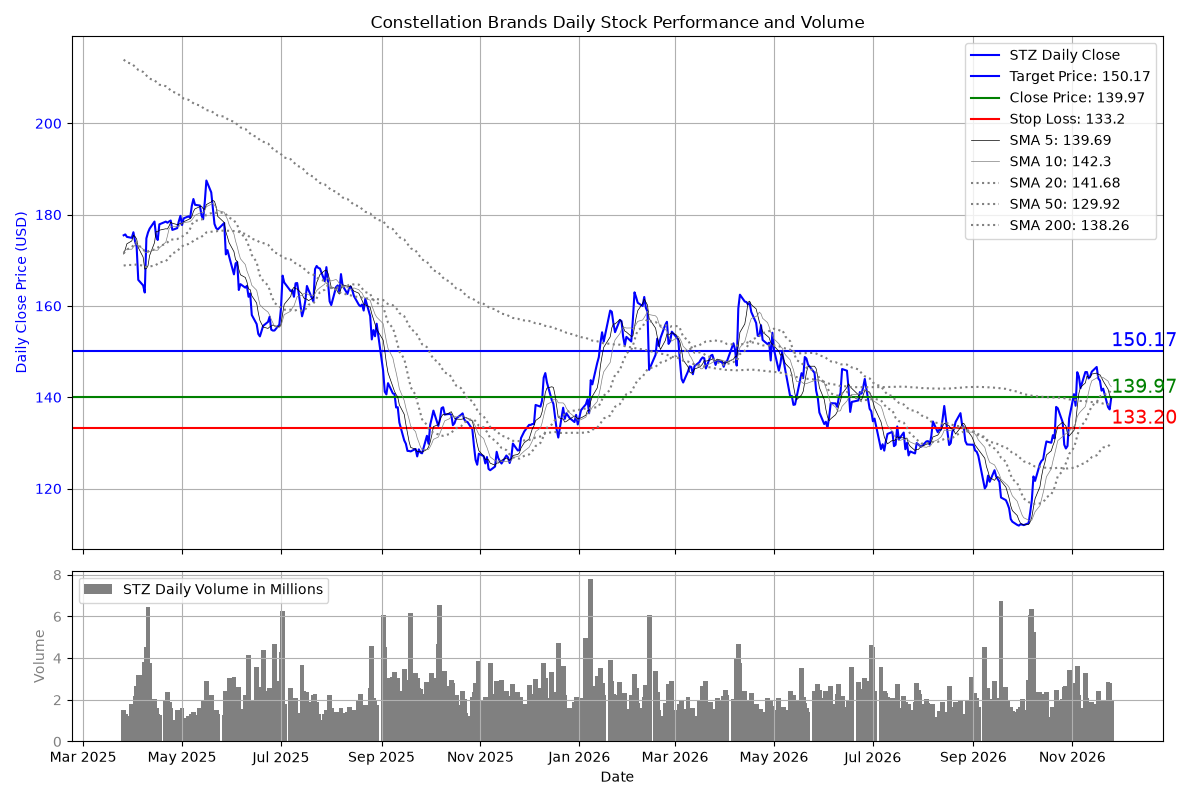 Constellation Brands Daily Stock Performance and Volume
STZ Daily Close
Target Price: 150.17
Close Price: 139.97
Stop Loss: 133.2
SMA 5: 139.69
SMA 10: 142.3
SMA 20: 141.68
SMA 50: 129.92
SMA 200: 138.26
Daily Close Price (USD)
200
180
160
140
120
150.17
139.97
133.20
STZ Daily Volume in Millions
Volume
8
6
4
2
0
Mar 2025 May 2025 Jul 2025 Sep 2025 Nov 2025 Jan 2026 Mar 2026 May 2026 Jul 2026 Sep 2026 Nov 2026
Date